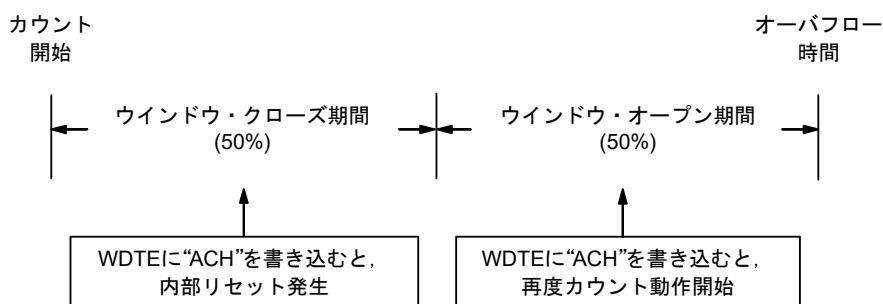 カウント
開始
オーバフロー
時間
ウインドウ・クローズ期間
(50%)
ウインドウ・オープン期間
(50%)
WDTEに“ACH”を書き込むと,
内部リセット発生
WDTEに“ACH”を書き込むと,
再度カウント動作開始